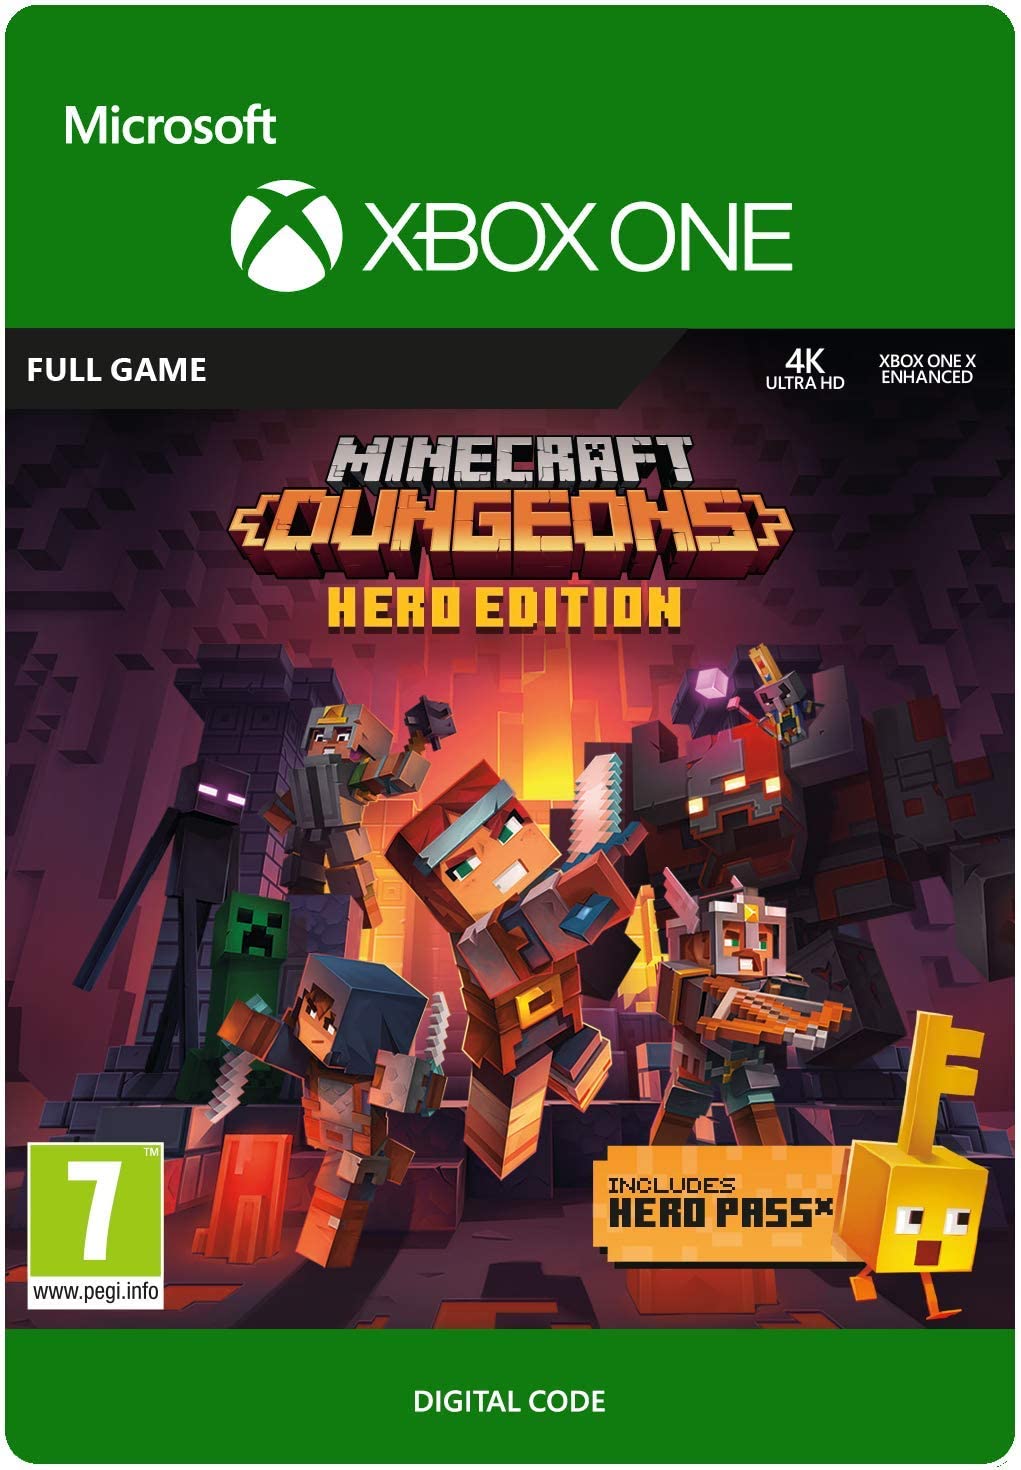 Microsoft
XBOX ONE
FULL GAME
4K
ULTRA HD
XBOX ONE X
ENHANCED
MINECRAFT
DUNGEONS
HERO EDITION
INCLUDES
HERO PASS*
7 ™
www.pegi.info
DIGITAL CODE